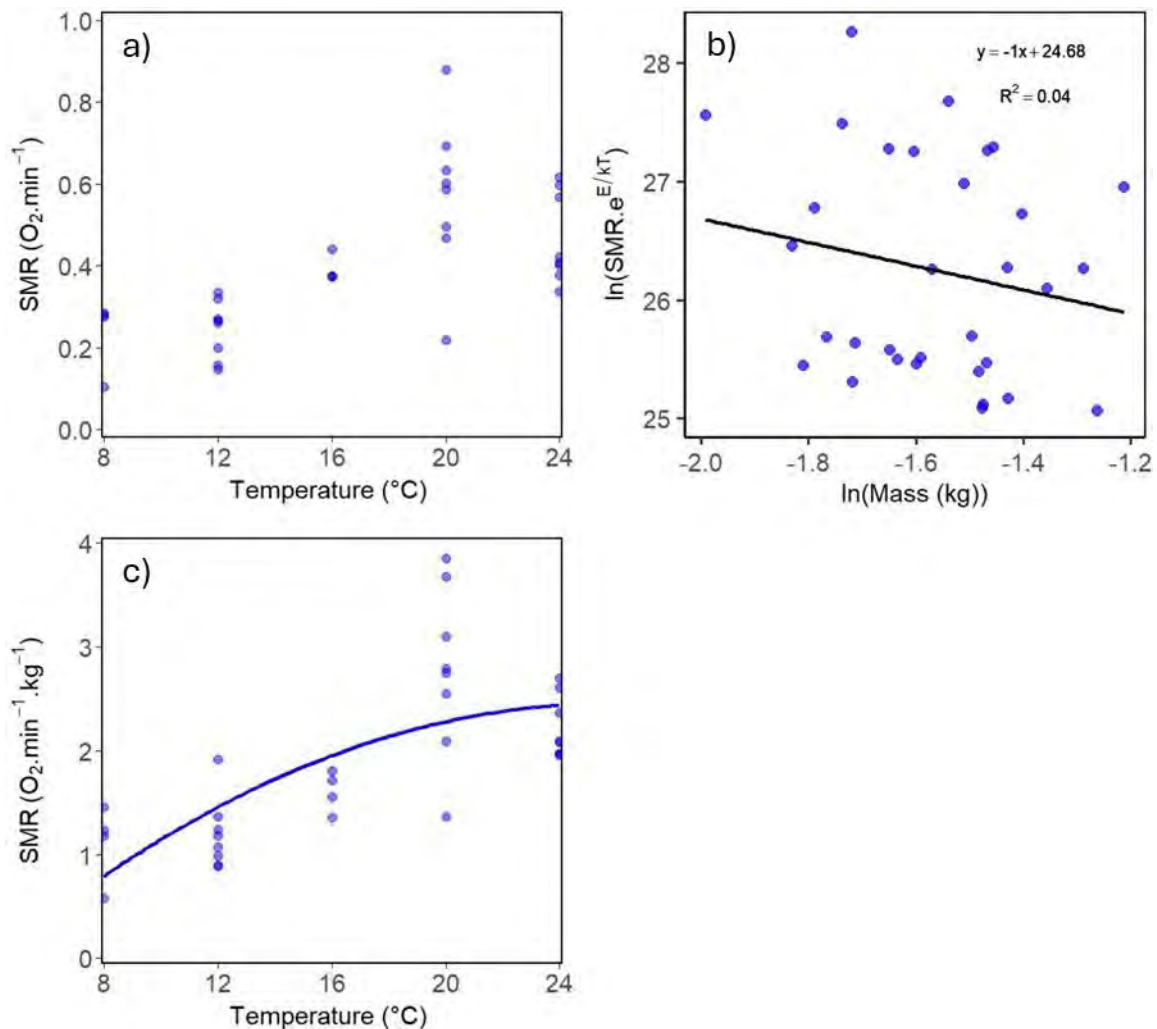 a)
SMR (O₂.min⁻¹)
1.0
0.8
0.6
0.4
0.2
0.0
8 12 16 20 24
Temperature (°C)
b)
y = -1x + 24.68
R² = 0.04
ln(SMR.e^E/kT)
28
27
26
25
-2.0 -1.8 -1.6 -1.4 -1.2
ln(Mass (kg))
c)
SMR (O₂.min⁻¹.kg⁻¹)
4
3
2
1
0
8 12 16 20 24
Temperature (°C)